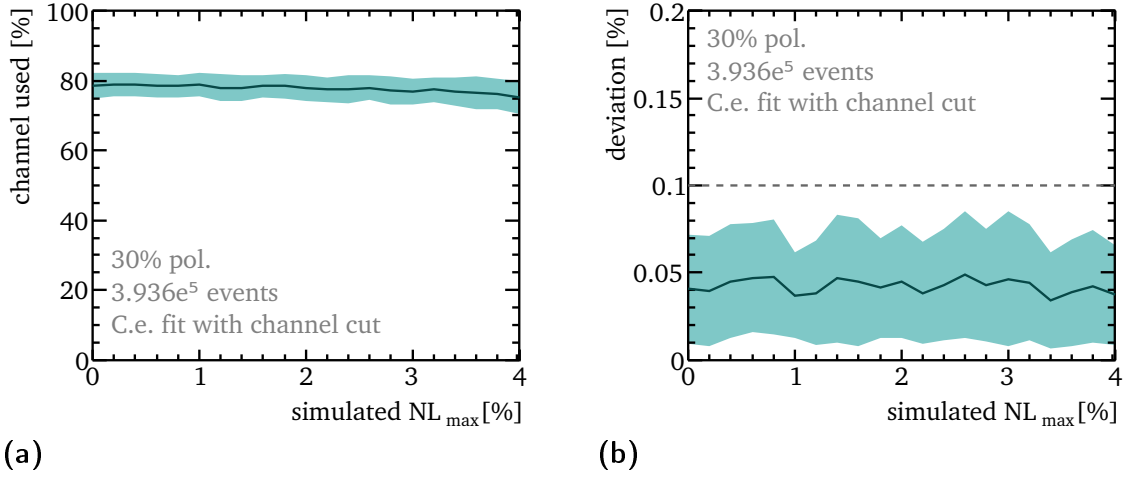 channel used [%]
100
80
60
40
20
0
30% pol.
3.936e⁵ events
C.e. fit with channel cut
0 1 2 3 4
simulated NL max [%]
(a)
deviation [%]
0.2
0.15
0.1
0.05
0
30% pol.
3.936e⁵ events
C.e. fit with channel cut
0 1 2 3 4
simulated NL max [%]
(b)